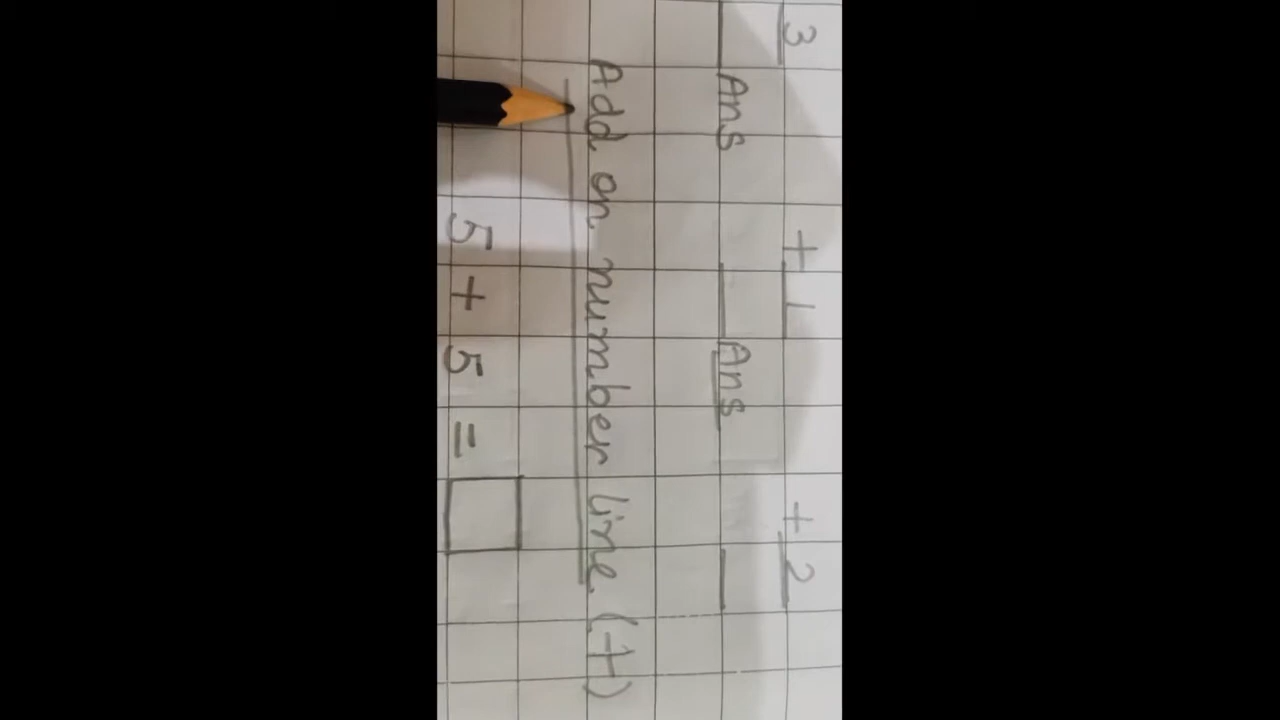 3 + 1 + 2
Ans Ans
Add on number line (+)
5 + 5 =